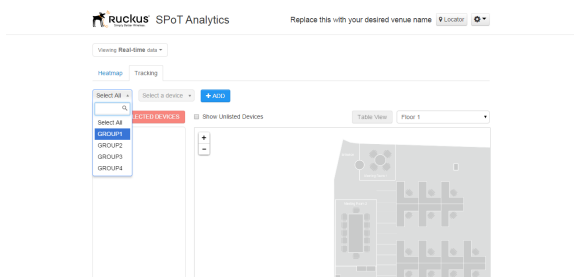 Ruckus SPoT Analytics
Replace this with your desired venue name
Locator
Viewing Real-time data
Heatmap Tracking
Select All Select a device + ADD
Select All
GROUP1
GROUP2
GROUP3
GROUP4
LECTED DEVICES
Show Unlisted Devices
Table View
Floor 1
+
−